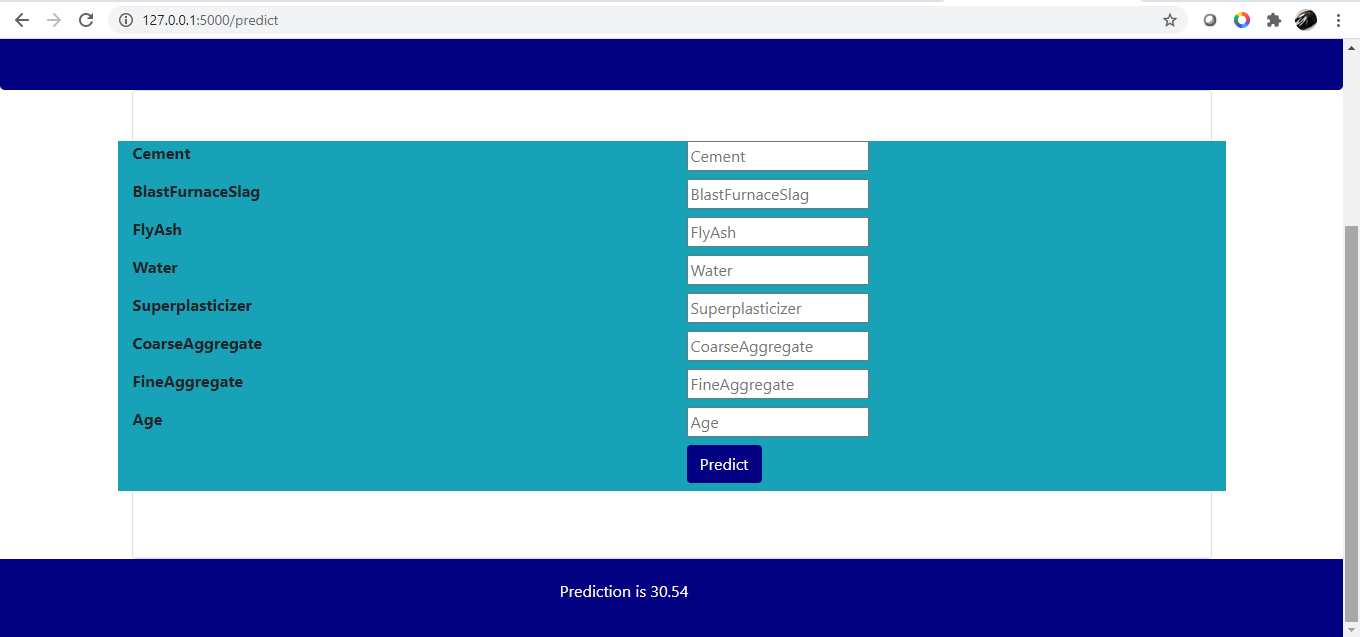 127.0.0.1:5000/predict
Cement Cement
BlastFurnaceSlag BlastFurnaceSlag
FlyAsh FlyAsh
Water Water
Superplasticizer Superplasticizer
CoarseAggregate CoarseAggregate
FineAggregate FineAggregate
Age Age
Predict
Prediction is 30.54